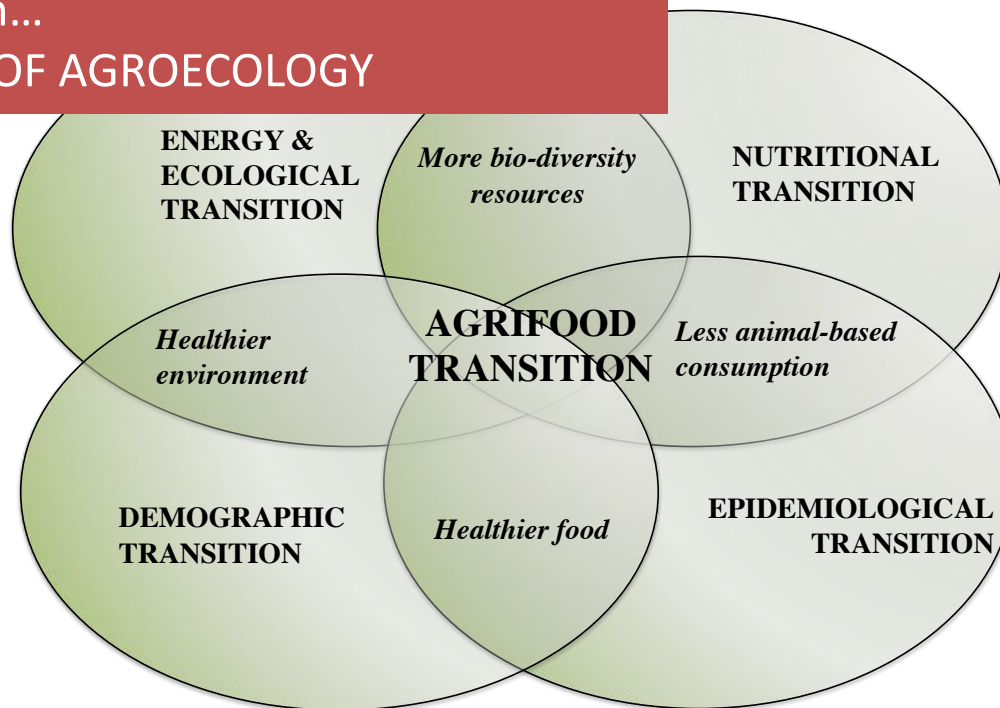 n...
OF AGROECOLOGY
ENERGY &
ECOLOGICAL
TRANSITION
More bio-diversity
resources
NUTRITIONAL
TRANSITION
Healthier
environment
AGRIFOOD
TRANSITION
Less animal-based
consumption
DEMOGRAPHIC
TRANSITION
Healthier food
EPIDEMIOLOGICAL
TRANSITION